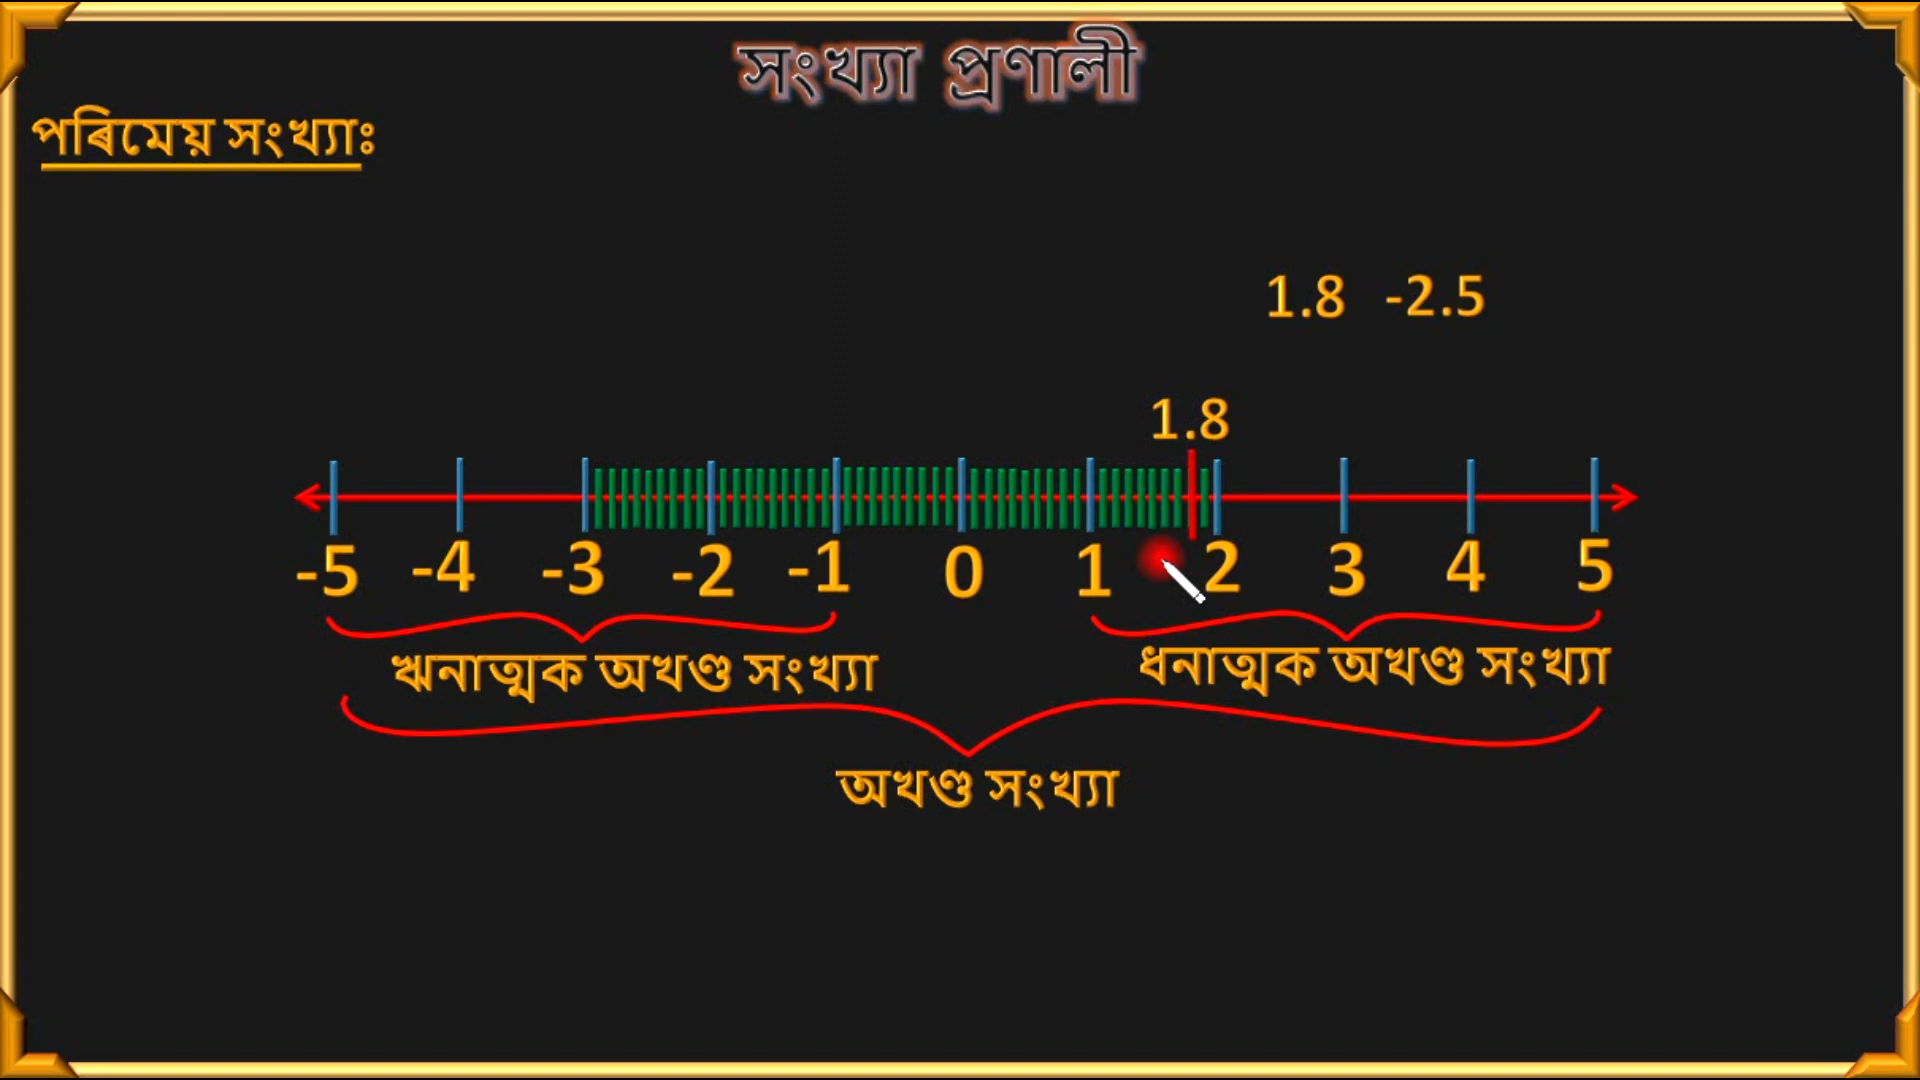 সংখ্যা প্ৰণালী
পৰিমেয় সংখ্যাঃ
1.8 -2.5
1.8
-5 -4 -3 -2 -1 0 1 2 3 4 5
ঋনাত্মক অখণ্ড সংখ্যা ধনাত্মক অখণ্ড সংখ্যা
অখণ্ড সংখ্যা